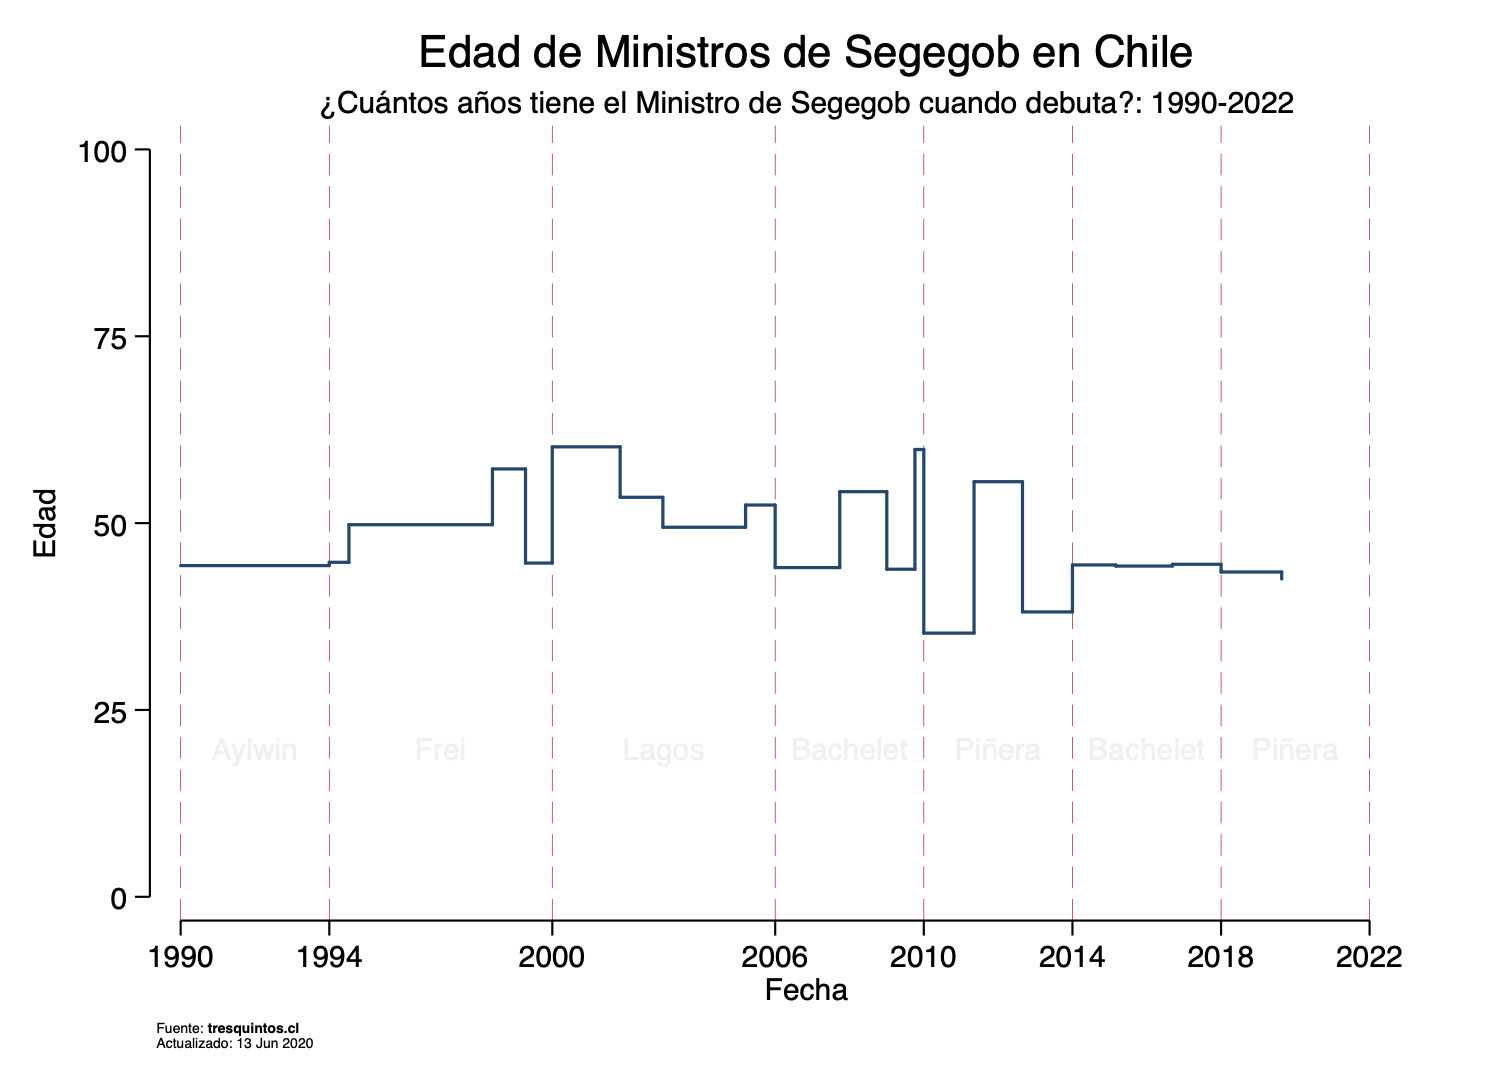 Edad de Ministros de Segegob en Chile
¿Cuántos años tiene el Ministro de Segegob cuando debuta?: 1990-2022
100
75
50
25
0
Edad
Aylwin Frei Lagos Bachelet Piñera Bachelet Piñera
1990 1994 2000 2006 2010 2014 2018 2022
Fecha
Fuente: tresquintos.cl
Actualizado: 13 Jun 2020